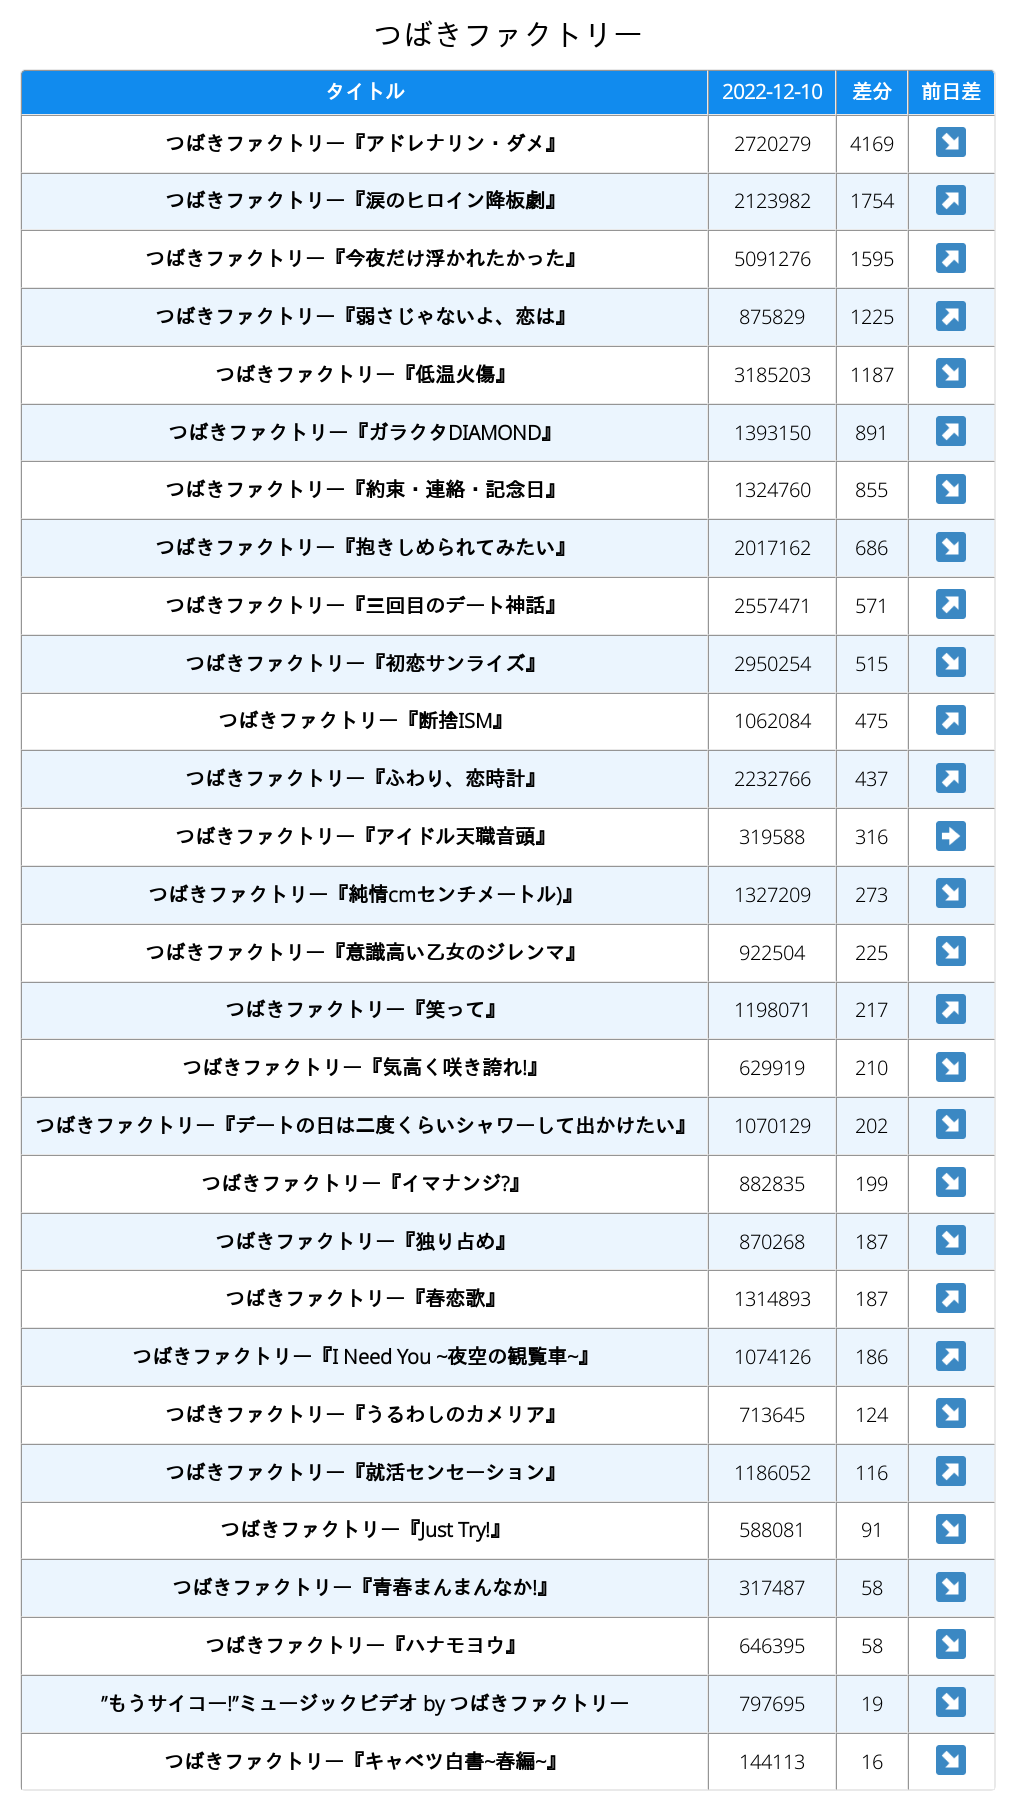 つばきファクトリー
タイトル 2022-12-10 差分 前日差
つばきファクトリー『アドレナリン・ダメ』 2720279 4169 ↘
つばきファクトリー『涙のヒロイン降板劇』 2123982 1754 ↗
つばきファクトリー『今夜だけ浮かれたかった』 5091276 1595 ↗
つばきファクトリー『弱さじゃないよ、恋は』 875829 1225 ↗
つばきファクトリー『低温火傷』 3185203 1187 ↘
つばきファクトリー『ガラクタDIAMOND』 1393150 891 ↗
つばきファクトリー『約束・連絡・記念日』 1324760 855 ↘
つばきファクトリー『抱きしめられてみたい』 2017162 686 ↘
つばきファクトリー『三回目のデート神話』 2557471 571 ↗
つばきファクトリー『初恋サンライズ』 2950254 515 ↘
つばきファクトリー『断捨ISM』 1062084 475 ↗
つばきファクトリー『ふわり、恋時計』 2232766 437 ↗
つばきファクトリー『アイドル天職音頭』 319588 316 ➡
つばきファクトリー『純情cmセンチメートル)』 1327209 273 ↘
つばきファクトリー『意識高い乙女のジレンマ』 922504 225 ↘
つばきファクトリー『笑って』 1198071 217 ↗
つばきファクトリー『気高く咲き誇れ!』 629919 210 ↘
つばきファクトリー『デートの日は二度くらいシャワーして出かけたい』 1070129 202 ↘
つばきファクトリー『イマナンジ?』 882835 199 ↘
つばきファクトリー『独り占め』 870268 187 ↘
つばきファクトリー『春恋歌』 1314893 187 ↗
つばきファクトリー『I Need You ~夜空の観覧車~』 1074126 186 ↗
つばきファクトリー『うるわしのカメリア』 713645 124 ↘
つばきファクトリー『就活センセーション』 1186052 116 ↗
つばきファクトリー『Just Try!』 588081 91 ↘
つばきファクトリー『青春まんまんなか!』 317487 58 ↘
つばきファクトリー『ハナモヨウ』 646395 58 ↘
"もうサイコー!"ミュージックビデオ by つばきファクトリー 797695 19 ↘
つばきファクトリー『キャベツ白書~春編~』 144113 16 ↘